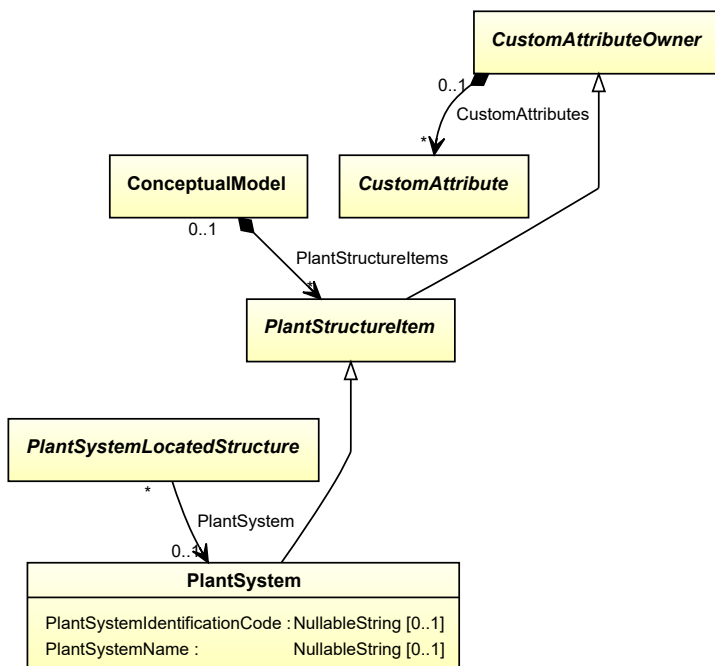 CustomAttributeOwner
0..1
CustomAttributes
*
ConceptualModel
CustomAttribute
0..1
PlantStructureItems
*
PlantStructureItem
PlantSystemLocatedStructure
*
PlantSystem
0..1
PlantSystem
PlantSystemIdentificationCode : NullableString [0..1]
PlantSystemName : NullableString [0..1]